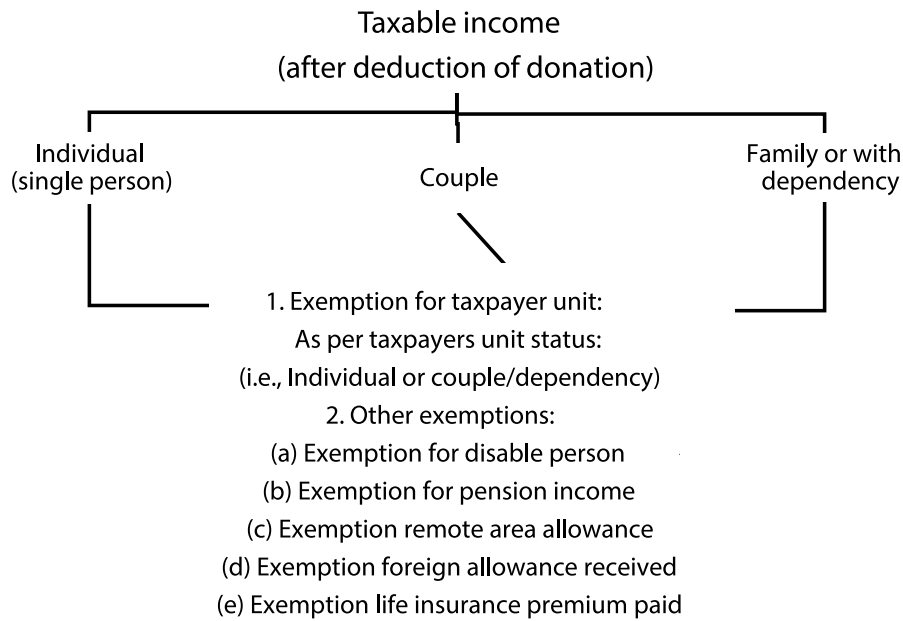 Taxable income
(after deduction of donation)
Individual
(single person)
Couple
Family or with
dependency
1. Exemption for taxpayer unit:
As per taxpayers unit status:
(i.e., Individual or couple/dependency)
2. Other exemptions:
(a) Exemption for disable person
(b) Exemption for pension income
(c) Exemption remote area allowance
(d) Exemption foreign allowance received
(e) Exemption life insurance premium paid